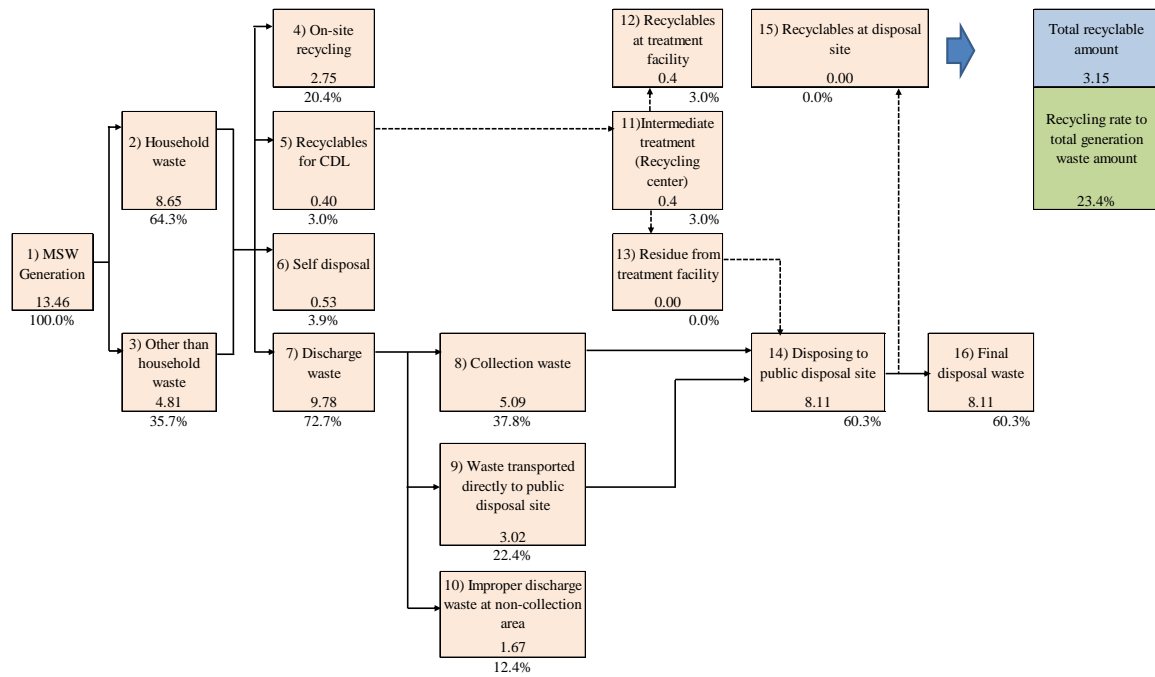 1) MSW
Generation
13.46
100.0%
2) Household
waste
8.65
64.3%
3) Other than
household
waste
4.81
35.7%
4) On-site
recycling
2.75
20.4%
5) Recyclables
for CDL
0.40
3.0%
6) Self disposal
0.53
3.9%
7) Discharge
waste
9.78
72.7%
8) Collection waste
5.09
37.8%
9) Waste transported
directly to public
disposal site
3.02
22.4%
10) Improper discharge
waste at non-collection
area
1.67
12.4%
12) Recyclables
at treatment
facility
0.4
3.0%
11)Intermediate
treatment
(Recycling
center)
0.4
3.0%
13) Residue from
treatment facility
0.00
0.0%
15) Recyclables at disposal
site
0.00
0.0%
14) Disposing to
public disposal site
8.11
60.3%
16) Final
disposal waste
8.11
60.3%
Total recyclable
amount
3.15
Recycling rate to
total generation
waste amount
23.4%